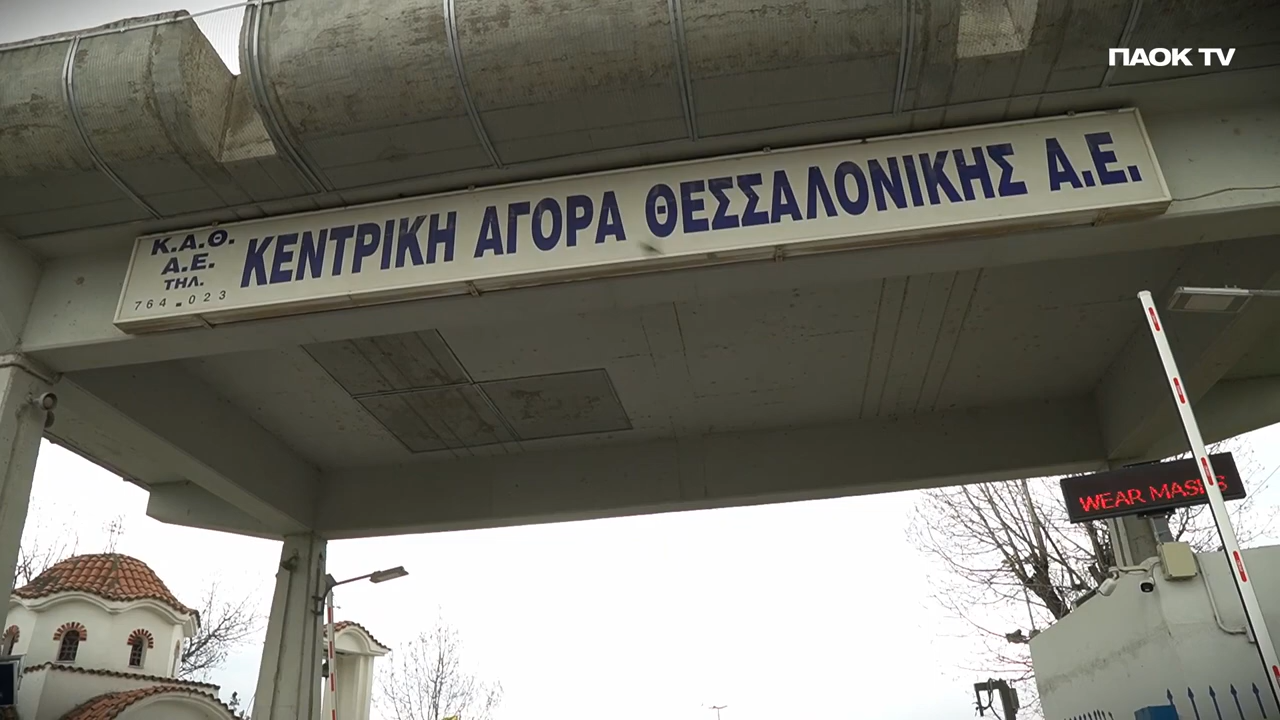 ΠΑΟΚ TV
Κ.Α.Θ.
Α.Ε.
ΤΗΛ.
764-023
ΚΕΝΤΡΙΚΗ ΑΓΟΡΑ ΘΕΣΣΑΛΟΝΙΚΗΣ Α.Ε.
WEAR MASKS